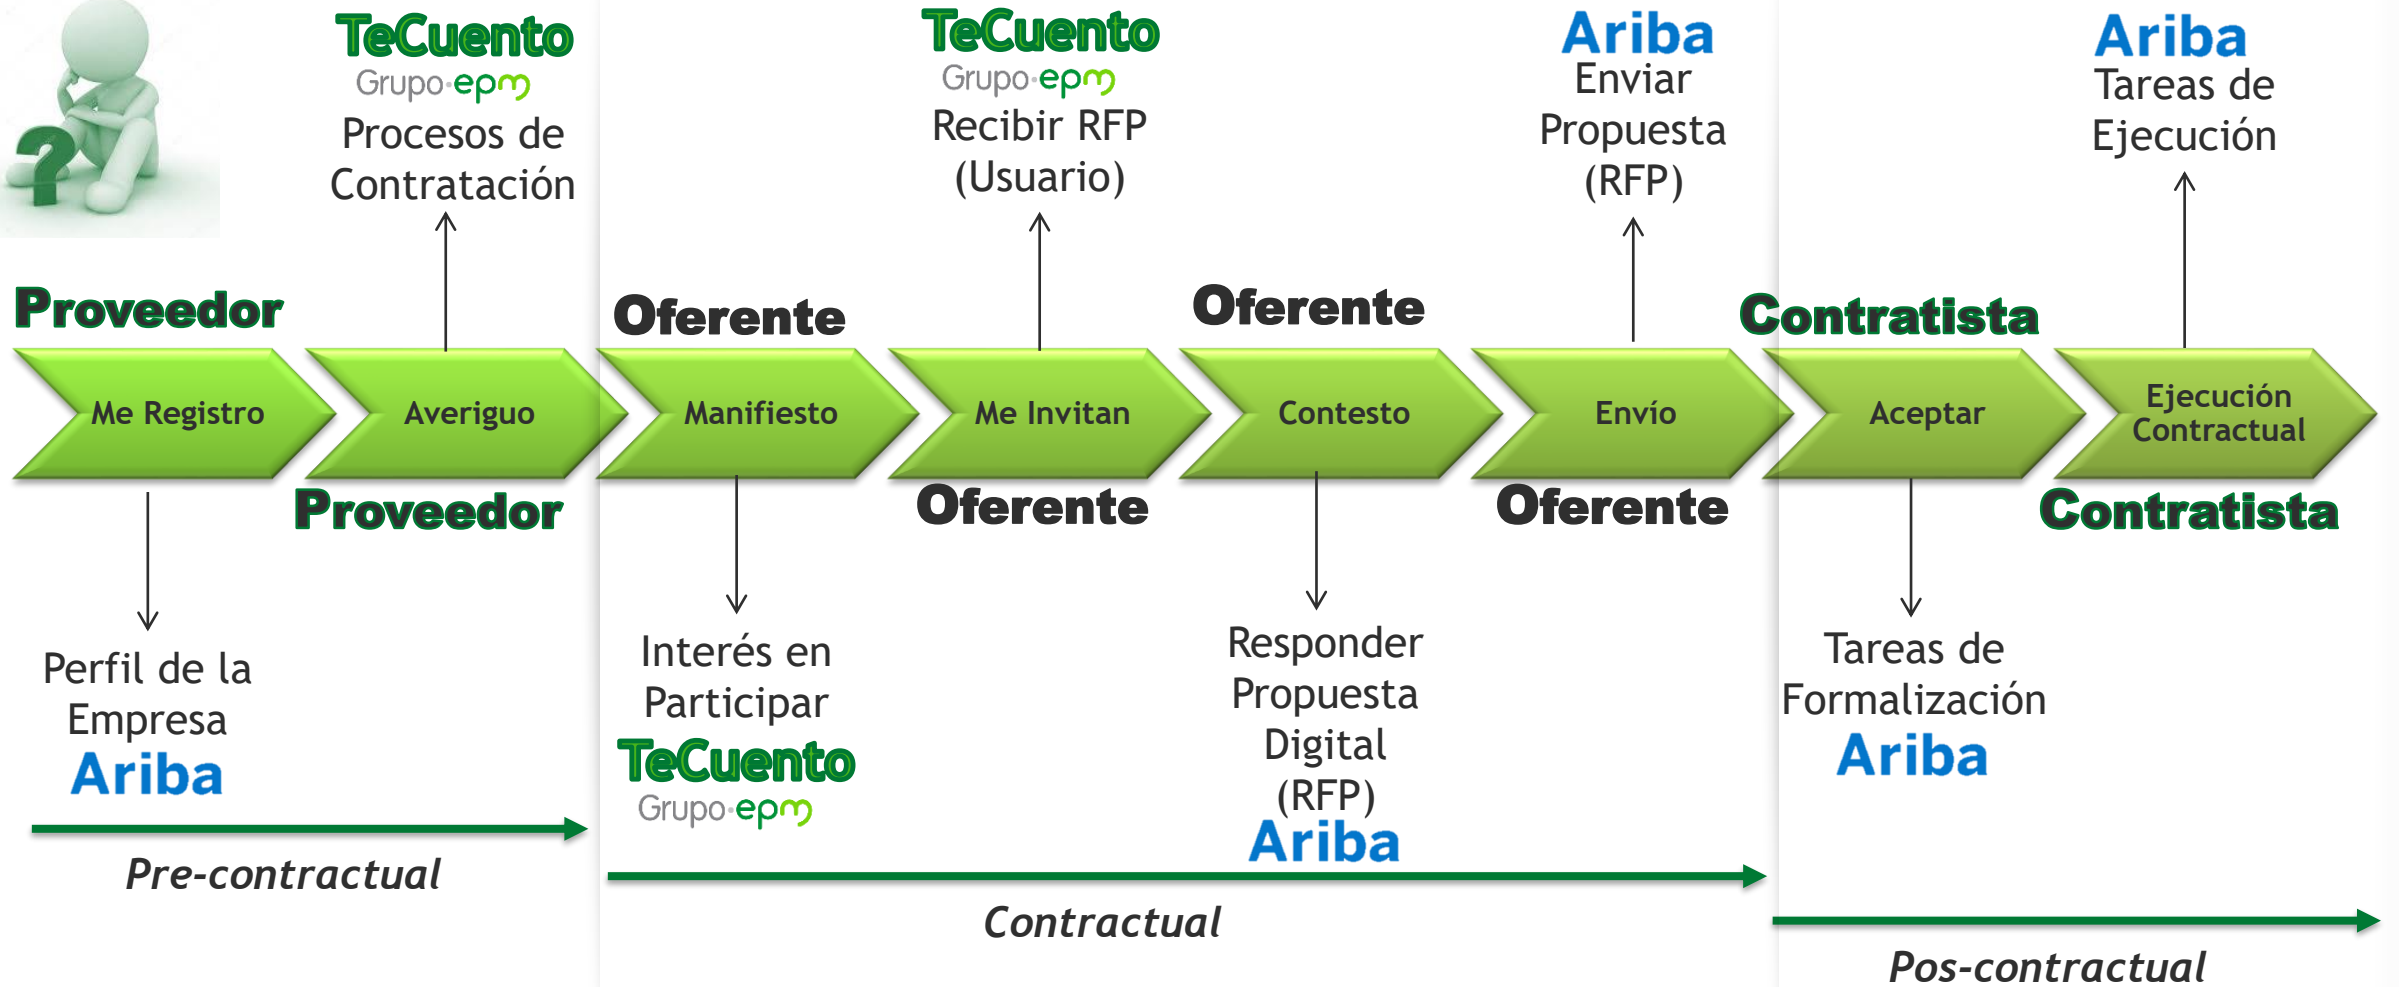 TeCuento
Grupo·epm
Procesos de
Contratación
TeCuento
Grupo·epm
Recibir RFP
(Usuario)
Ariba
Enviar
Propuesta
(RFP)
Ariba
Tareas de
Ejecución
Proveedor
Oferente
Oferente
Contratista
Me Registro
Averiguo
Manifiesto
Me Invitan
Contesto
Envío
Aceptar
Ejecución
Contractual
Proveedor
Oferente
Oferente
Contratista
Perfil de la
Empresa
Ariba
Interés en
Participar
TeCuento
Grupo·epm
Responder
Propuesta
Digital
(RFP)
Ariba
Tareas de
Formalización
Ariba
Pre-contractual
Contractual
Pos-contractual